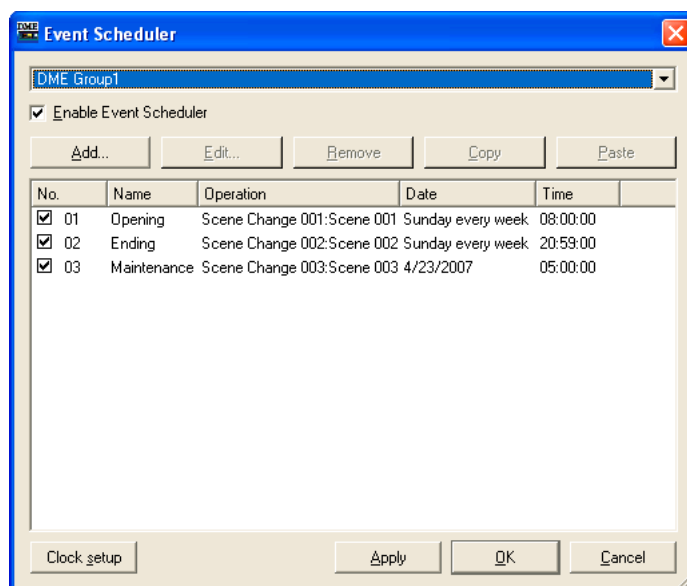 DME Event Scheduler
DME Group1
Enable Event Scheduler
Add... Edit... Remove Copy Paste
No. Name Operation Date Time
01 Opening Scene Change 001:Scene 001 Sunday every week 08:00:00
02 Ending Scene Change 002:Scene 002 Sunday every week 20:59:00
03 Maintenance Scene Change 003:Scene 003 4/23/2007 05:00:00
Clock setup Apply OK Cancel